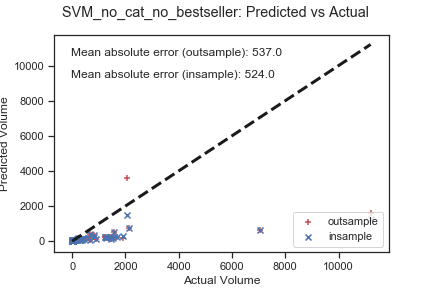 SVM_no_cat_no_bestseller: Predicted vs Actual
Mean absolute error (outsample): 537.0
Mean absolute error (insample): 524.0
Predicted Volume
10000
8000
6000
4000
2000
0
outsample
insample
0 2000 4000 6000 8000 10000
Actual Volume